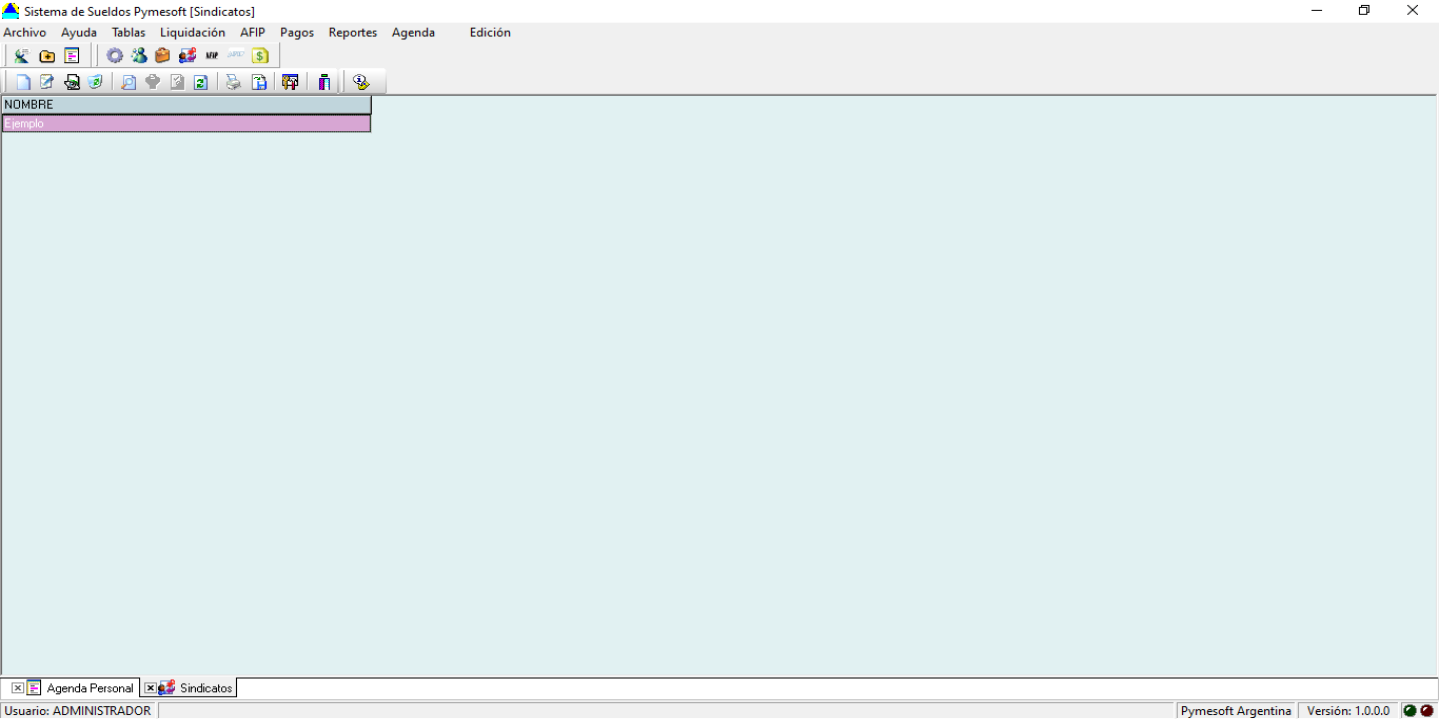 Sistema de Sueldos Pymesoft [Sindicatos]
Archivo Ayuda Tablas Liquidación AFIP Pagos Reportes Agenda Edición
AFIP
NOMBRE
Ejemplo
Agenda Personal Sindicatos
Usuario: ADMINISTRADOR Pymesoft Argentina Versión: 1.0.0.0